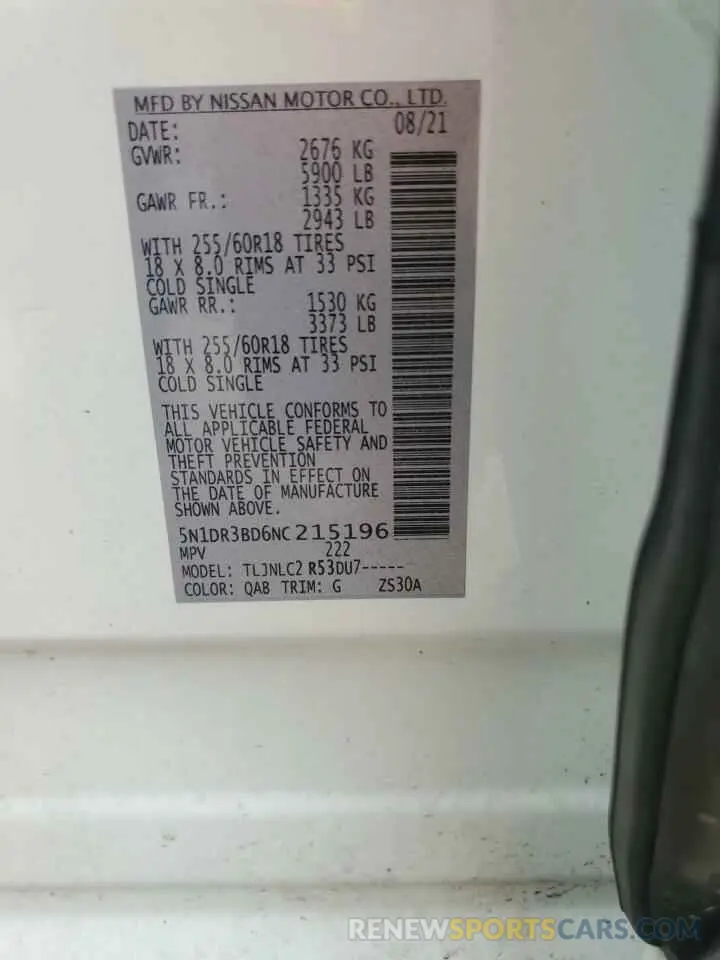 MFD BY NISSAN MOTOR CO., LTD.
DATE: 08/21
GVWR: 2676 KG
5900 LB
GAWR FR.: 1335 KG
2943 LB
WITH 255/60R18 TIRES
18 X 8.0 RIMS AT 33 PSI
COLD SINGLE
GAWR RR.: 1530 KG
3373 LB
WITH 255/60R18 TIRES
18 X 8.0 RIMS AT 33 PSI
COLD SINGLE
THIS VEHICLE CONFORMS TO
ALL APPLICABLE FEDERAL
MOTOR VEHICLE SAFETY AND
THEFT PREVENTION
STANDARDS IN EFFECT ON
THE DATE OF MANUFACTURE
SHOWN ABOVE.
5N1DR3BD6NC215196
MPV 222
MODEL: TLJNLC2 R53DU7-----
COLOR: QAB TRIM: G ZS30A
RENEWSPORTSCARS.COM